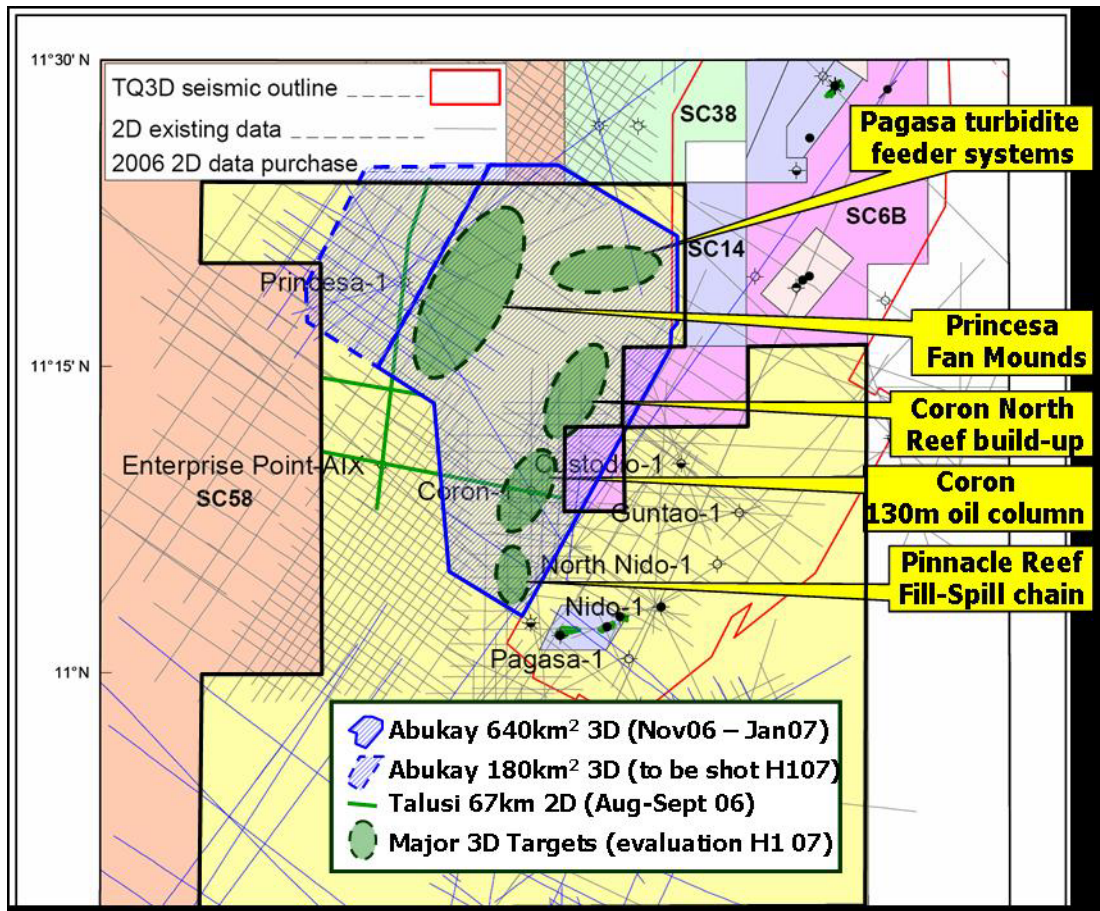 11°30' N
TQ3D seismic outline
2D existing data
2006 2D data purchase
SC38
Pagasa turbidite
feeder systems
SC6B
SC14
Princesa-1
Princesa
Fan Mounds
11°15' N
Coron North
Reef build-up
Enterprise Point-AIX
SC58
Custodio-1
Coron-1
Coron
130m oil column
Guntao-1
North Nido-1
Pinnacle Reef
Fill-Spill chain
Nido-1
Pagasa-1
11°N
Abukay 640km² 3D (Nov06 – Jan07)
Abukay 180km² 3D (to be shot H107)
Talusi 67km 2D (Aug-Sept 06)
Major 3D Targets (evaluation H1 07)